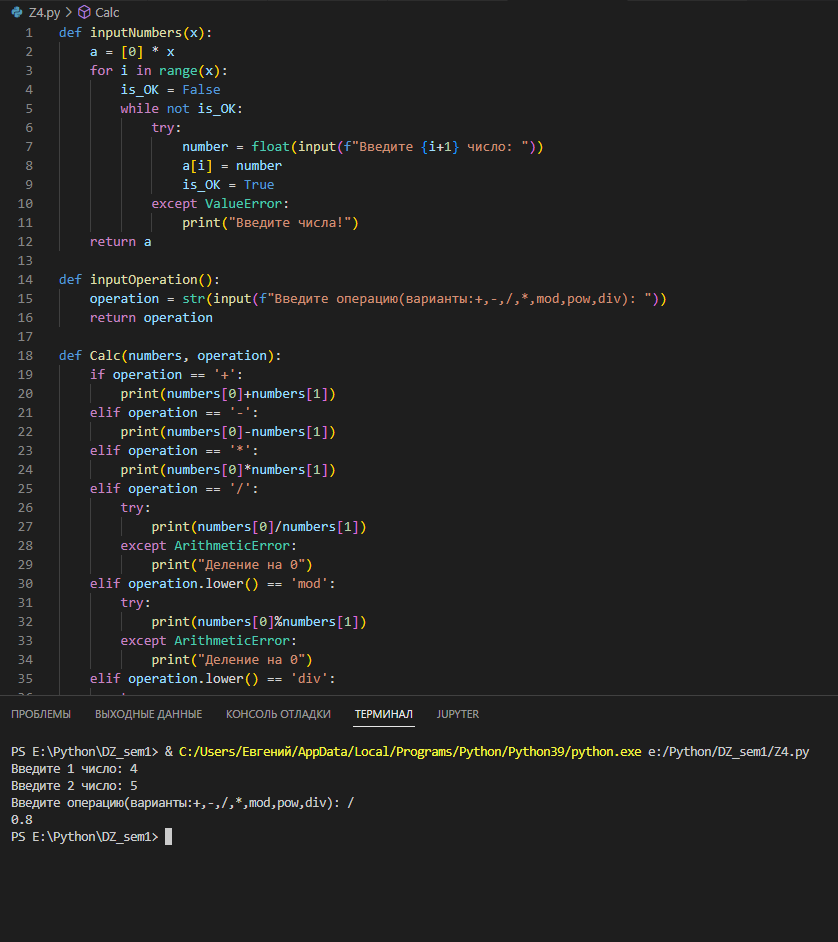 Z4.py > Calc
1 def inputNumbers(x):
2     a = [0] * x
3     for i in range(x):
4         is_OK = False
5         while not is_OK:
6             try:
7                 number = float(input(f"Введите {i+1} число: "))
8                 a[i] = number
9                 is_OK = True
10             except ValueError:
11                 print("Введите числа!")
12     return a
13
14 def inputOperation():
15     operation = str(input(f"Введите операцию(варианты:+,-,/,*,mod,pow,div): "))
16     return operation
17
18 def Calc(numbers, operation):
19     if operation == '+':
20         print(numbers[0]+numbers[1])
21     elif operation == '-':
22         print(numbers[0]-numbers[1])
23     elif operation == '*':
24         print(numbers[0]*numbers[1])
25     elif operation == '/':
26         try:
27             print(numbers[0]/numbers[1])
28         except ArithmeticError:
29             print("Деление на 0")
30     elif operation.lower() == 'mod':
31         try:
32             print(numbers[0]%numbers[1])
33         except ArithmeticError:
34             print("Деление на 0")
35     elif operation.lower() == 'div':
ПРОБЛЕМЫ ВЫХОДНЫЕ ДАННЫЕ КОНСОЛЬ ОТЛАДКИ ТЕРМИНАЛ JUPYTER
PS E:\Python\DZ_sem1> & C:/Users/Евгений/AppData/Local/Programs/Python/Python39/python.exe e:/Python/DZ_sem1/Z4.py
Введите 1 число: 4
Введите 2 число: 5
Введите операцию(варианты:+,-,/,*,mod,pow,div): /
0.8
PS E:\Python\DZ_sem1>